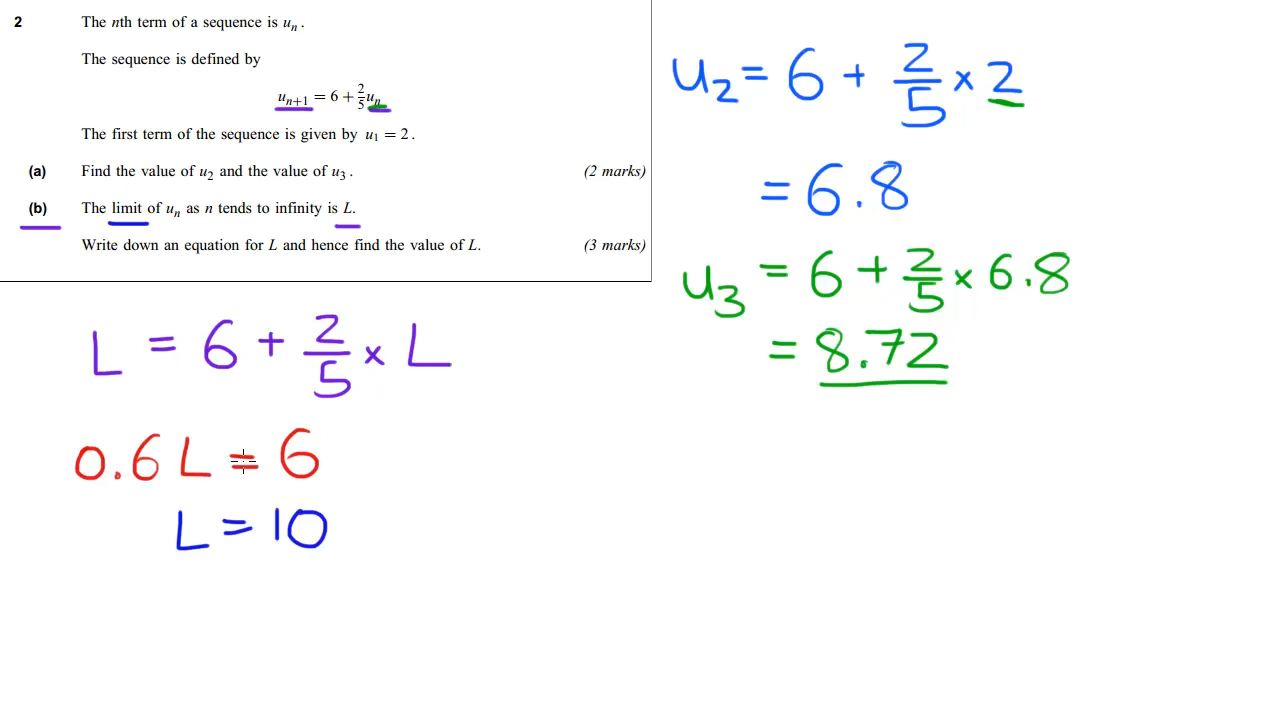 2 The nth term of a sequence is uₙ.
The sequence is defined by
uₙ₊₁ = 6 + 2/5 uₙ
The first term of the sequence is given by u₁ = 2.
(a) Find the value of u₂ and the value of u₃. (2 marks)
(b) The limit of uₙ as n tends to infinity is L.
Write down an equation for L and hence find the value of L. (3 marks)
L = 6 + 2/5 × L
0.6 L = 6
L = 10
u₂ = 6 + 2/5 × 2
= 6.8
u₃ = 6 + 2/5 × 6.8
= 8.72